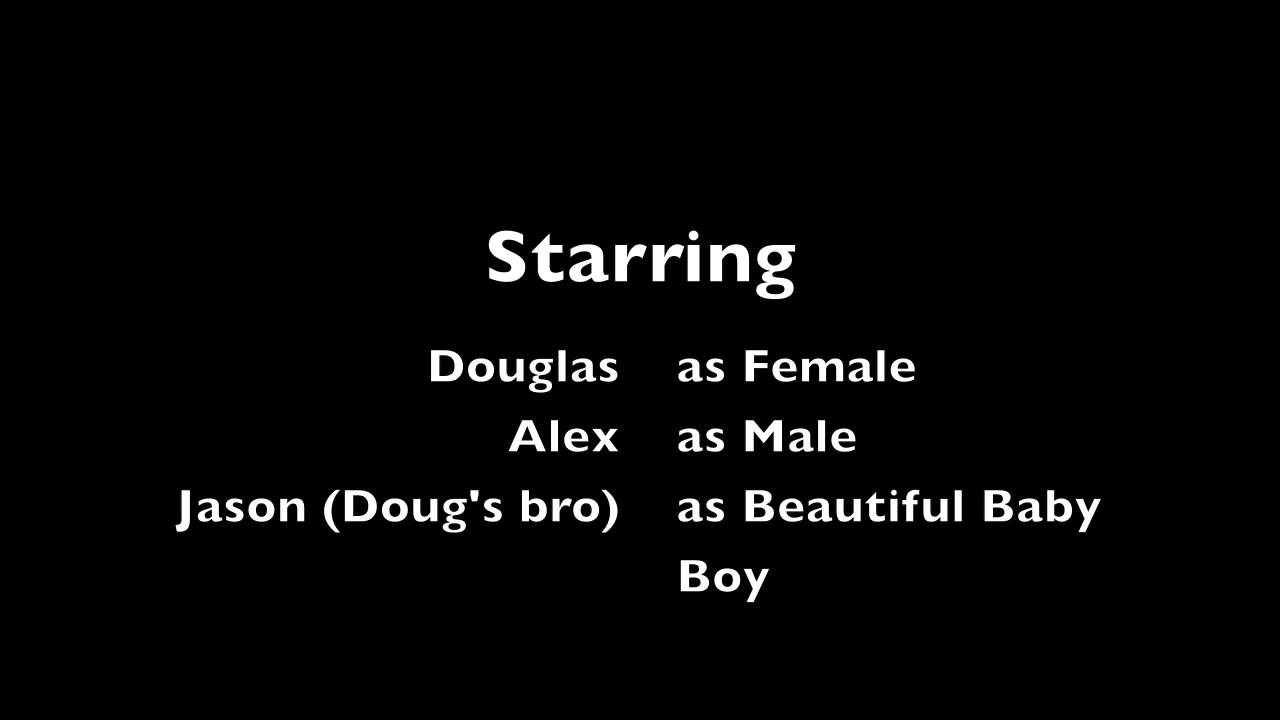 Starring
Douglas as Female
Alex as Male
Jason (Doug's bro) as Beautiful Baby
Boy